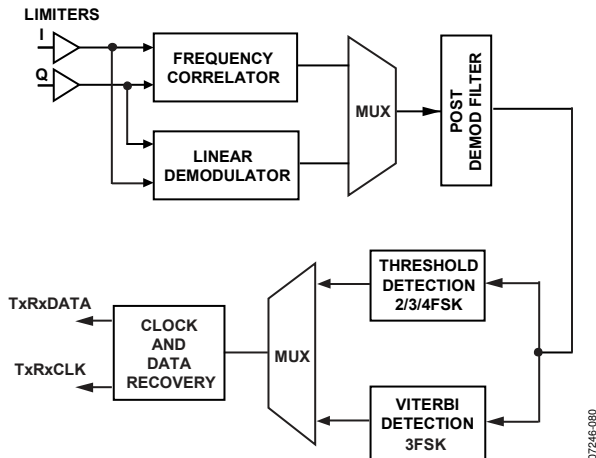 LIMITERS
I
Q
FREQUENCY
CORRELATOR
LINEAR
DEMODULATOR
MUX
POST
DEMOD FILTER
THRESHOLD
DETECTION
2/3/4FSK
VITERBI
DETECTION
3FSK
MUX
CLOCK
AND
DATA
RECOVERY
TxRxDATA
TxRxCLK
07246-080